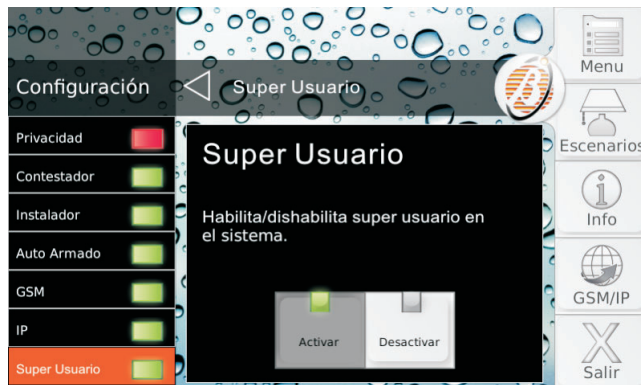 Configuración
Super Usuario
Privacidad
Contestador
Instalador
Auto Armado
GSM
IP
Super Usuario
Super Usuario
Habilita/dishabilita super usuario en
el sistema.
Activar
Desactivar
Menu
Escenarios
Info
GSM/IP
Salir